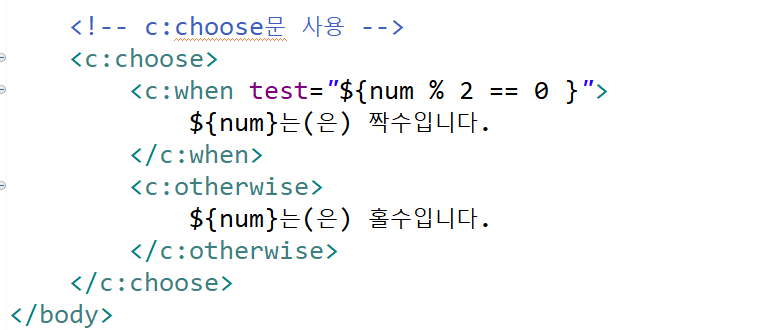 <!-- c:choose문 사용 -->
<c:choose>
<c:when test="${num % 2 == 0 }">
${num}는(은) 짝수입니다.
</c:when>
<c:otherwise>
${num}는(은) 홀수입니다.
</c:otherwise>
</c:choose>
</body>